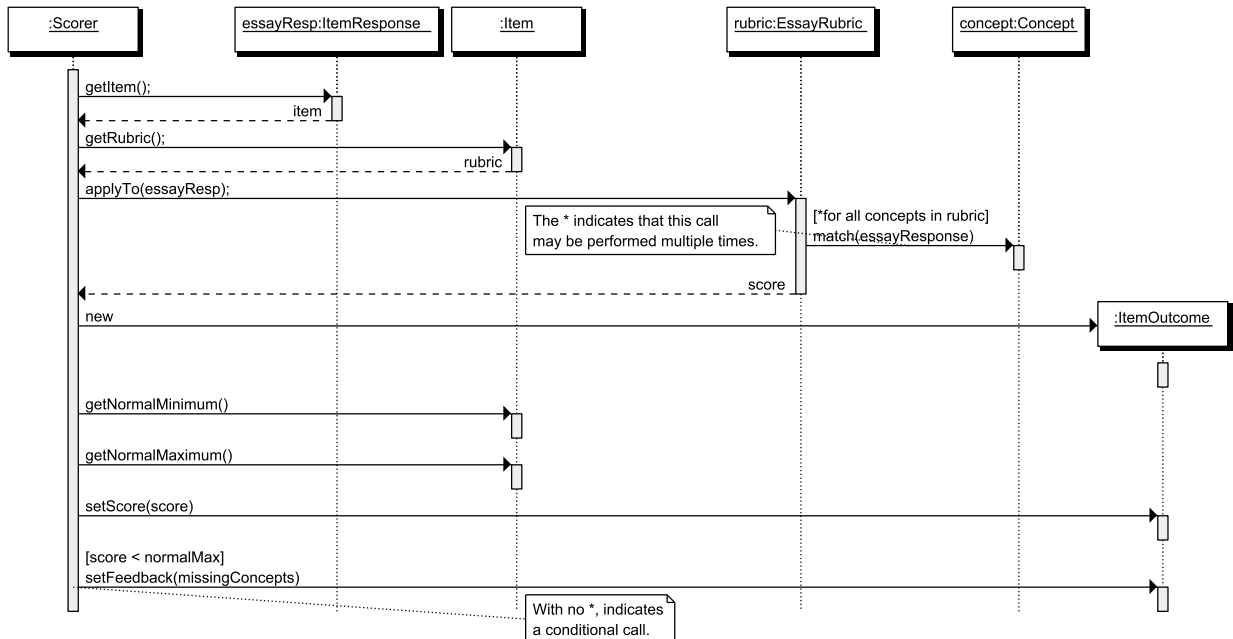 :Scorer
essayResp:ItemResponse
:Item
rubric:EssayRubric
concept:Concept
getItem();
item
getRubric();
rubric
applyTo(essayResp);
The * indicates that this call
may be performed multiple times.
[*for all concepts in rubric]
match(essayResponse)
score
new
:ItemOutcome
getNormalMinimum()
getNormalMaximum()
setScore(score)
[score < normalMax]
setFeedback(missingConcepts)
With no *, indicates
a conditional call.